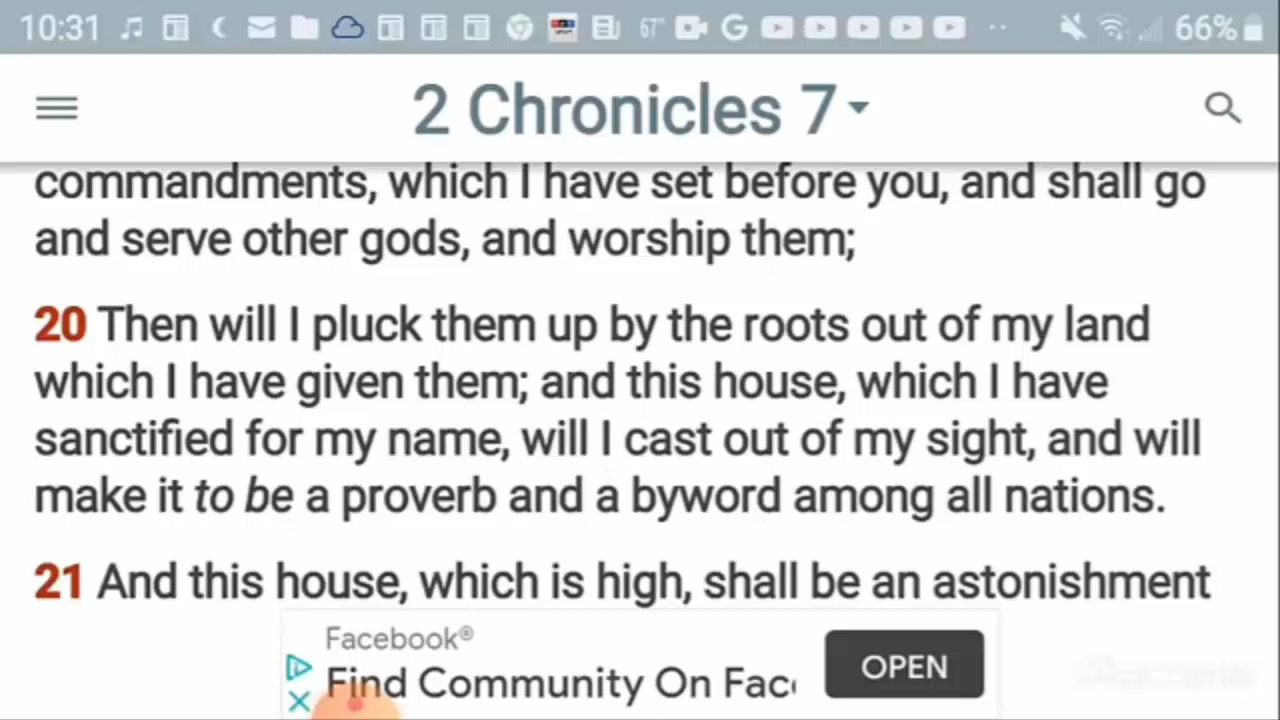 10:31 67° G 66%
2 Chronicles 7
commandments, which I have set before you, and shall go
and serve other gods, and worship them;
20 Then will I pluck them up by the roots out of my land
which I have given them; and this house, which I have
sanctified for my name, will I cast out of my sight, and will
make it to be a proverb and a byword among all nations.
21 And this house, which is high, shall be an astonishment
Facebook®
Find Community On Fac
OPEN